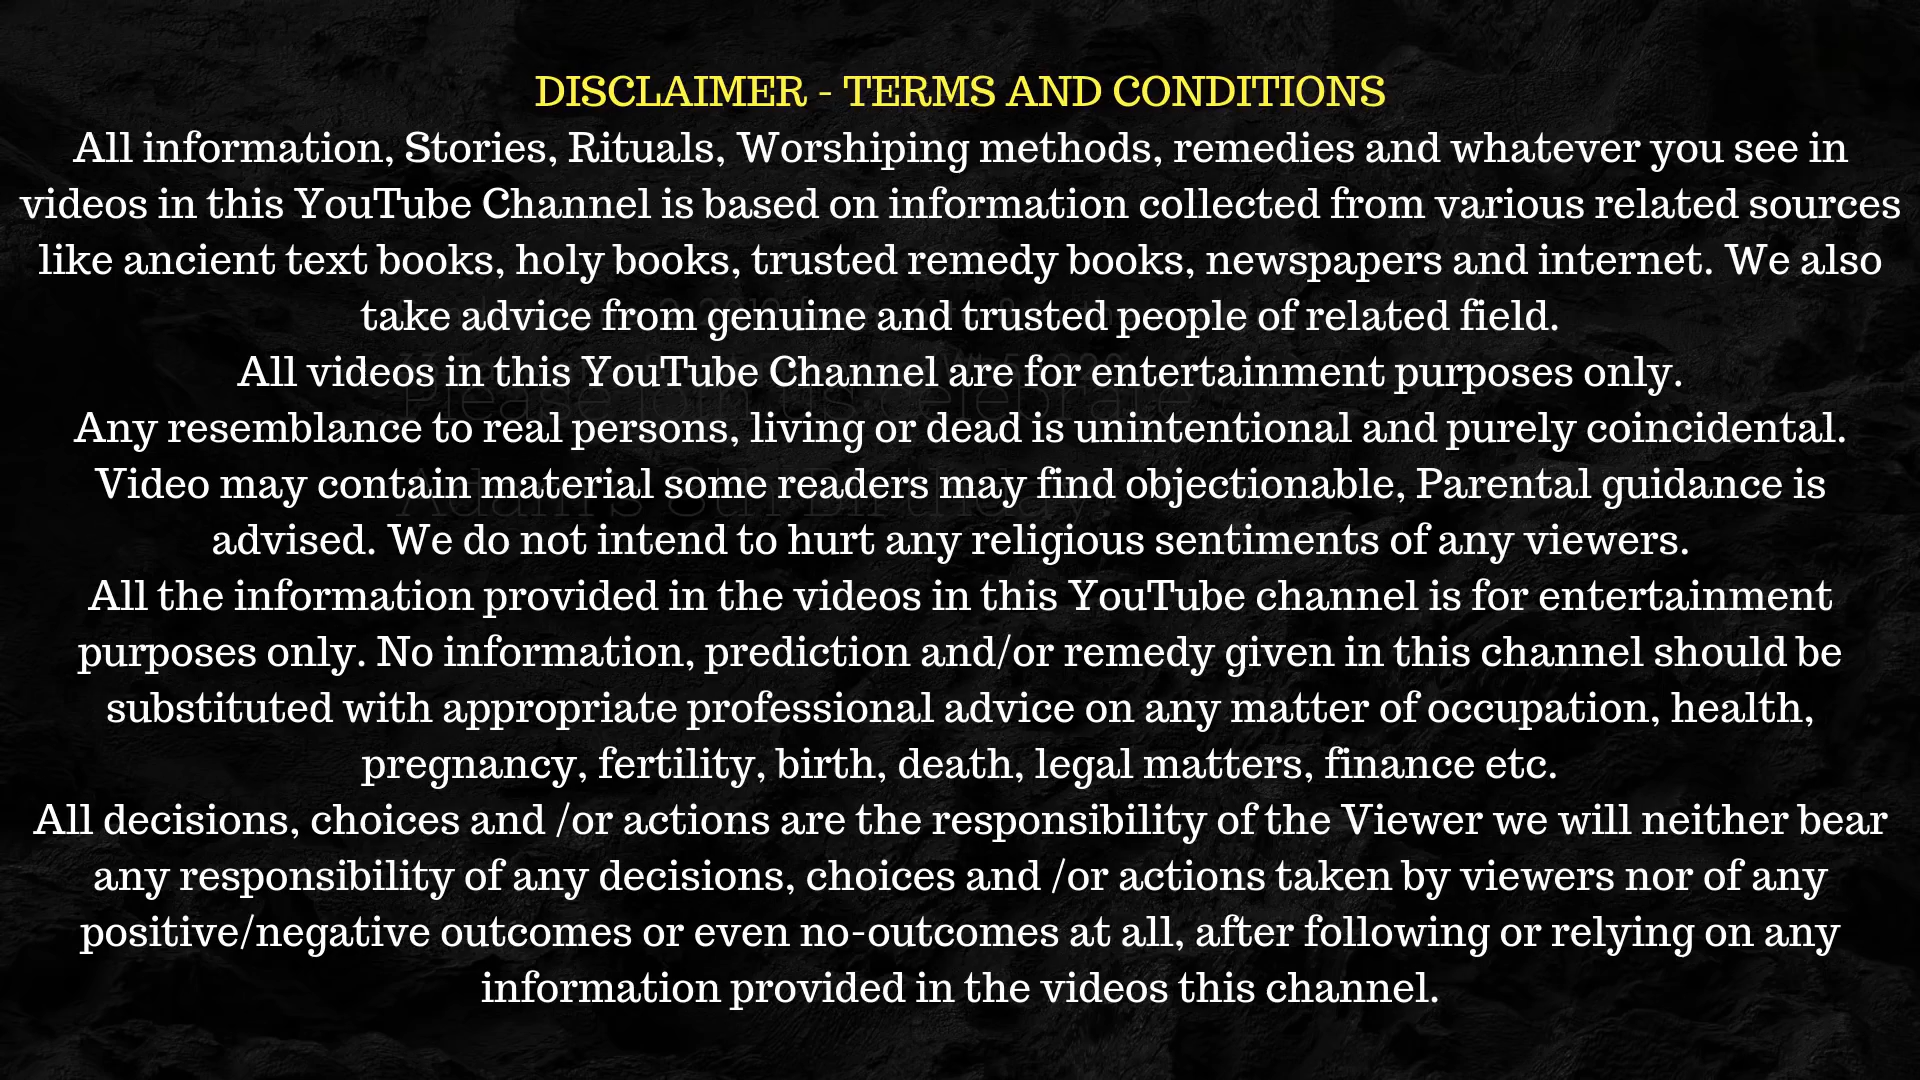 DISCLAIMER - TERMS AND CONDITIONS
All information, Stories, Rituals, Worshiping methods, remedies and whatever you see in
videos in this YouTube Channel is based on information collected from various related sources
like ancient text books, holy books, trusted remedy books, newspapers and internet. We also
take advice from genuine and trusted people of related field.
All videos in this YouTube Channel are for entertainment purposes only.
Please join us celebrate
Any resemblance to real persons, living or dead is unintentional and purely coincidental.
Video may contain material some readers may find objectionable, Parental guidance is
Adam's 8th Birthday!
advised. We do not intend to hurt any religious sentiments of any viewers.
All the information provided in the videos in this YouTube channel is for entertainment
purposes only. No information, prediction and/or remedy given in this channel should be
substituted with appropriate professional advice on any matter of occupation, health,
pregnancy, fertility, birth, death, legal matters, finance etc.
All decisions, choices and /or actions are the responsibility of the Viewer we will neither bear
any responsibility of any decisions, choices and /or actions taken by viewers nor of any
positive/negative outcomes or even no-outcomes at all, after following or relying on any
information provided in the videos this channel.